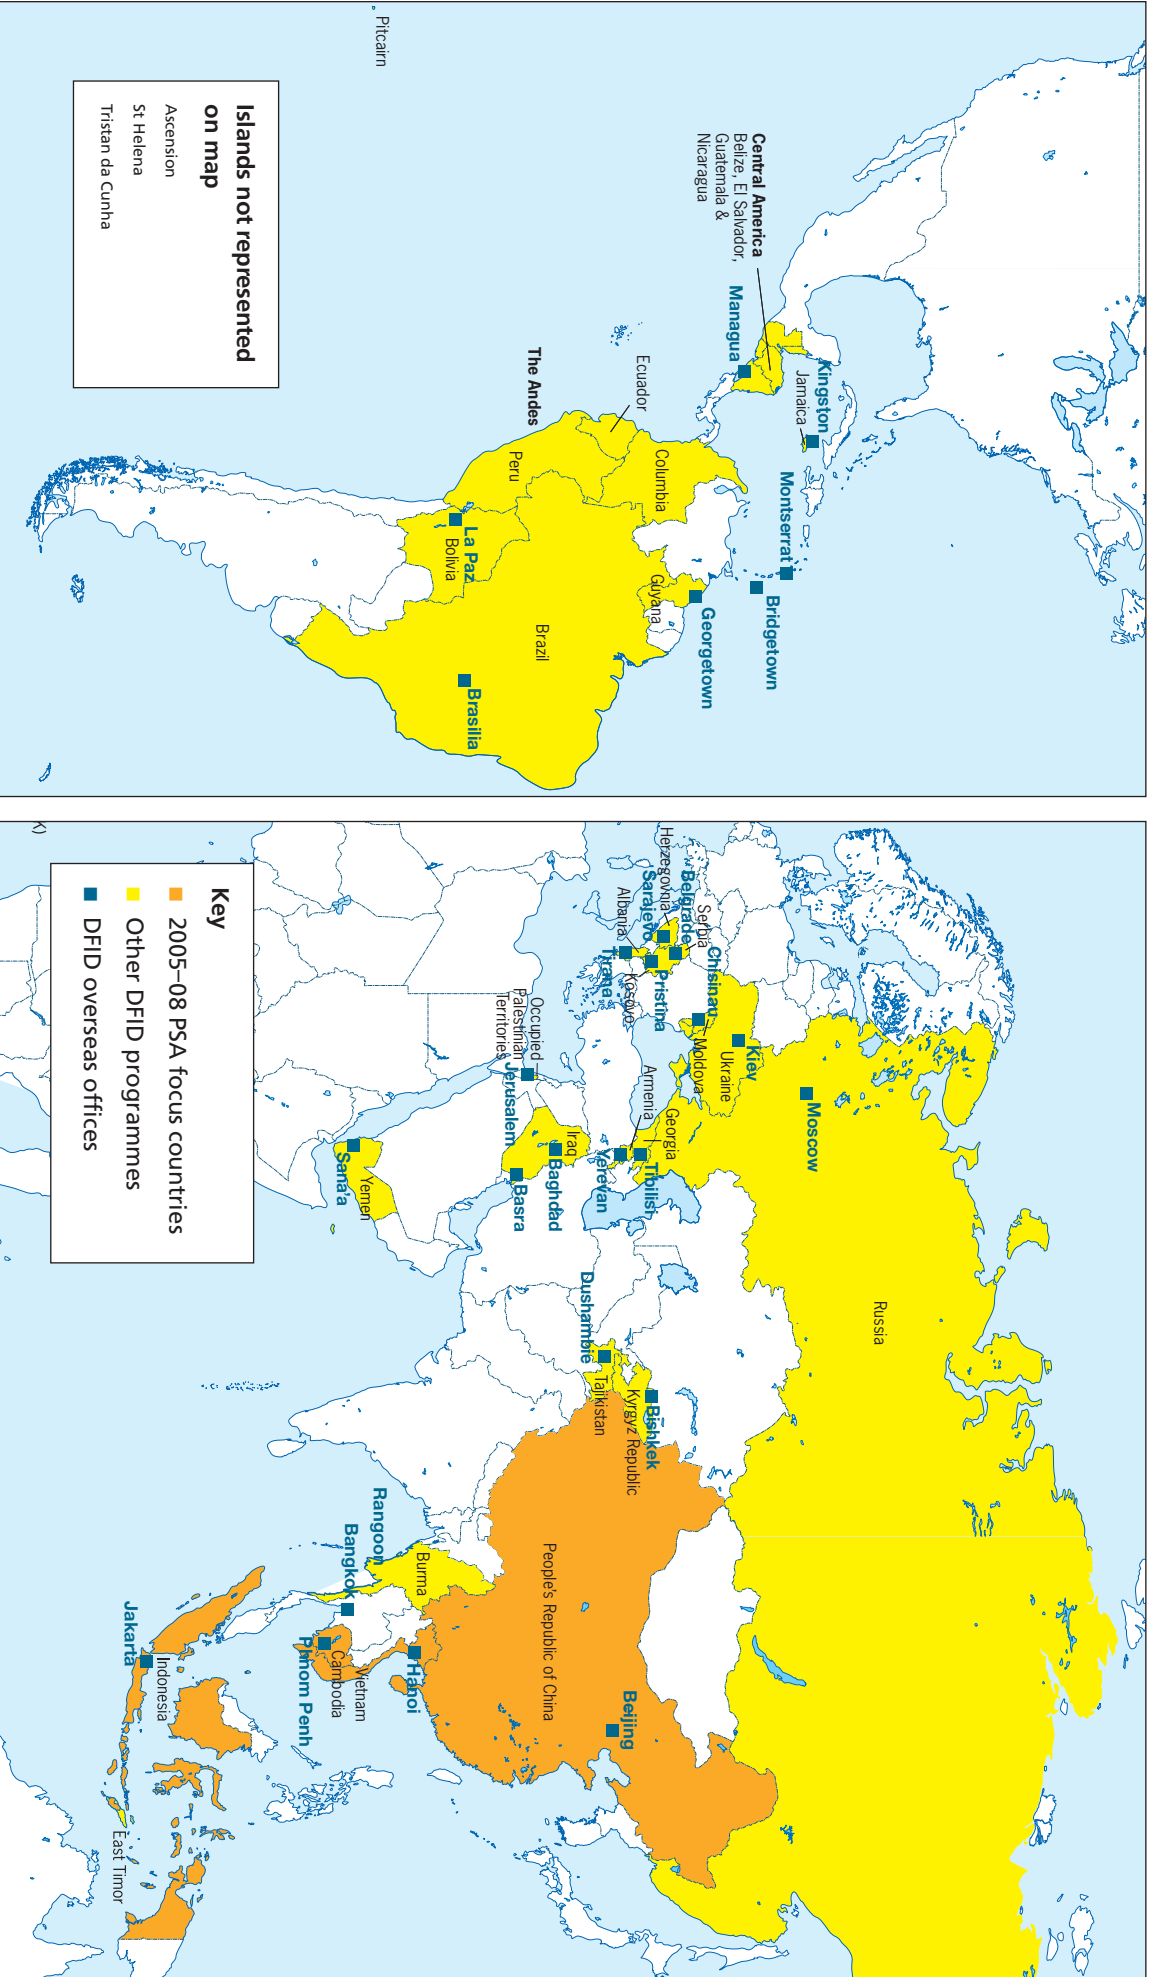 Pitcairn
Islands not represented
on map
Ascension
St Helena
Tristan da Cunha
Central America
Belize, El Salvador,
Guatemala &
Nicaragua
Managua
Kingston
Jamaica
Montserrat
Bridgetown
Georgetown
Guyana
Ecuador
Columbia
The Andes
Peru
La Paz
Bolivia
Brazil
Brasilia
K)
Key
2005–08 PSA focus countries
Other DFID programmes
DFID overseas offices
Herzegovnia
Sarajevo
Belgrade
Serbia
Albania
Tirana
Kosovo
Pristina
Chisinau
Moldova
Ukraine
Kiev
Moscow
Armenia
Georgia
Tbilisi
Yerevan
Occupied
Palestinian
Territories
Jerusalem
Iraq
Baghdad
Basra
Sana'a
Yemen
Russia
Dushambie
Tajikistan
Bishkek
Kyrgyz Republic
People's Republic of China
Beijing
Rangoon
Burma
Bangkok
Hanoi
Vietnam
Cambodia
Phnom Penh
Jakarta
Indonesia
East Timor